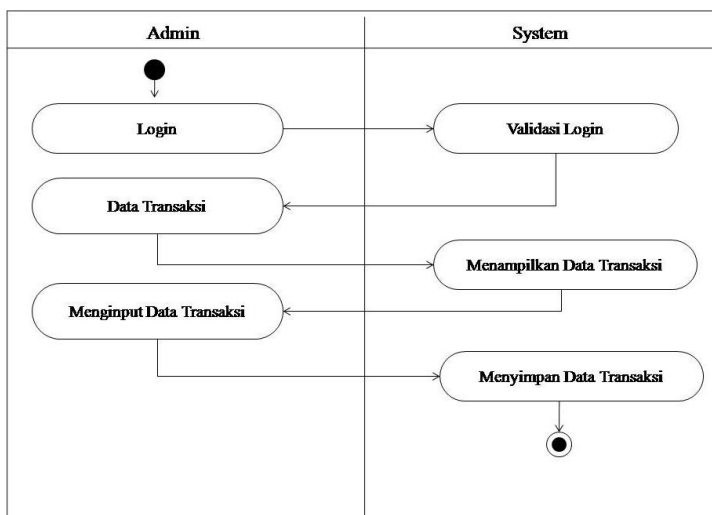 Admin
System
Login
Validasi Login
Data Transaksi
Menampilkan Data Transaksi
Menginput Data Transaksi
Menyimpan Data Transaksi